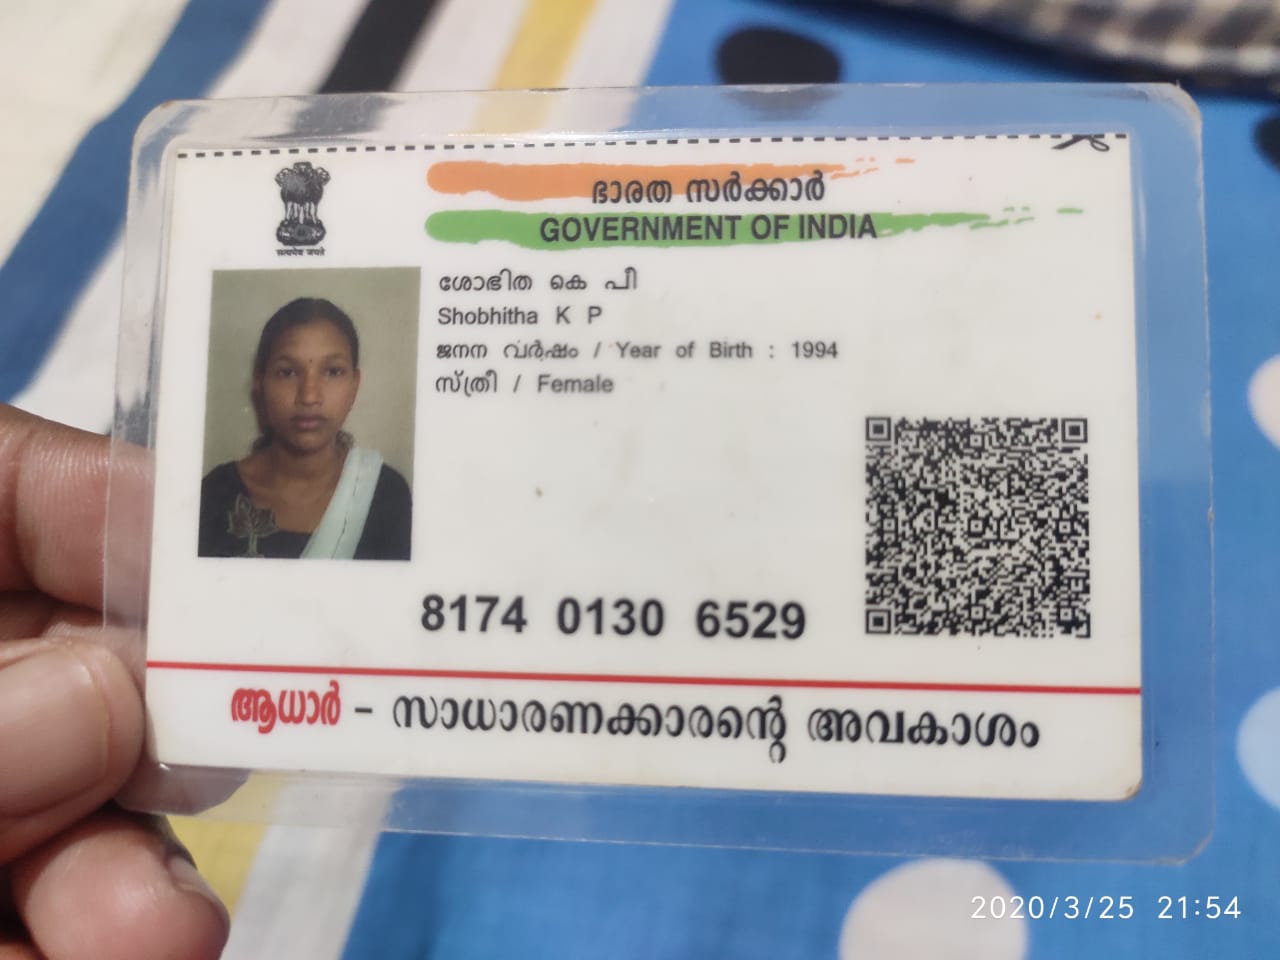 ഭാരത സർക്കാർ
GOVERNMENT OF INDIA
सत्यमेव जयते
ശോഭിത കെ പീ
Shobhitha K P
ജനന വർഷം / Year of Birth : 1994
സ്ത്രീ / Female
8174 0130 6529
ആധാർ - സാധാരണക്കാരന്റെ അവകാശം
2020/3/25 21:54